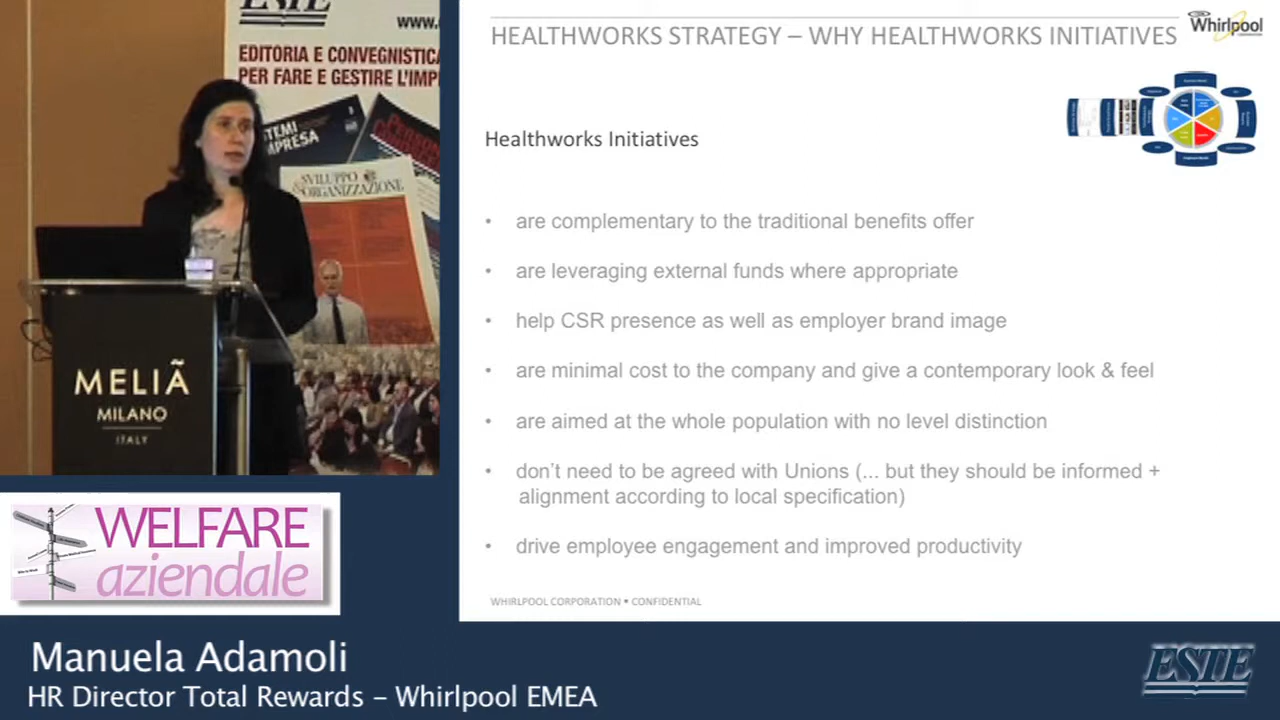 ESTE
www.
EDITORIA E CONVEGNISTICA
PER FARE E GESTIRE L'IMP
IMPRESA
SVILUPPO
&ORGANIZZAZIONE
MELIÃ
MILANO
ITALY
HEALTHWORKS STRATEGY – WHY HEALTHWORKS INITIATIVES
Whirlpool
CORPORATION
Healthworks Initiatives
• are complementary to the traditional benefits offer
• are leveraging external funds where appropriate
• help CSR presence as well as employer brand image
• are minimal cost to the company and give a contemporary look & feel
• are aimed at the whole population with no level distinction
• don't need to be agreed with Unions (... but they should be informed +
alignment according to local specification)
• drive employee engagement and improved productivity
WHIRLPOOL CORPORATION • CONFIDENTIAL
WELFARE
aziendale
Manuela Adamoli
HR Director Total Rewards – Whirlpool EMEA
ESTE